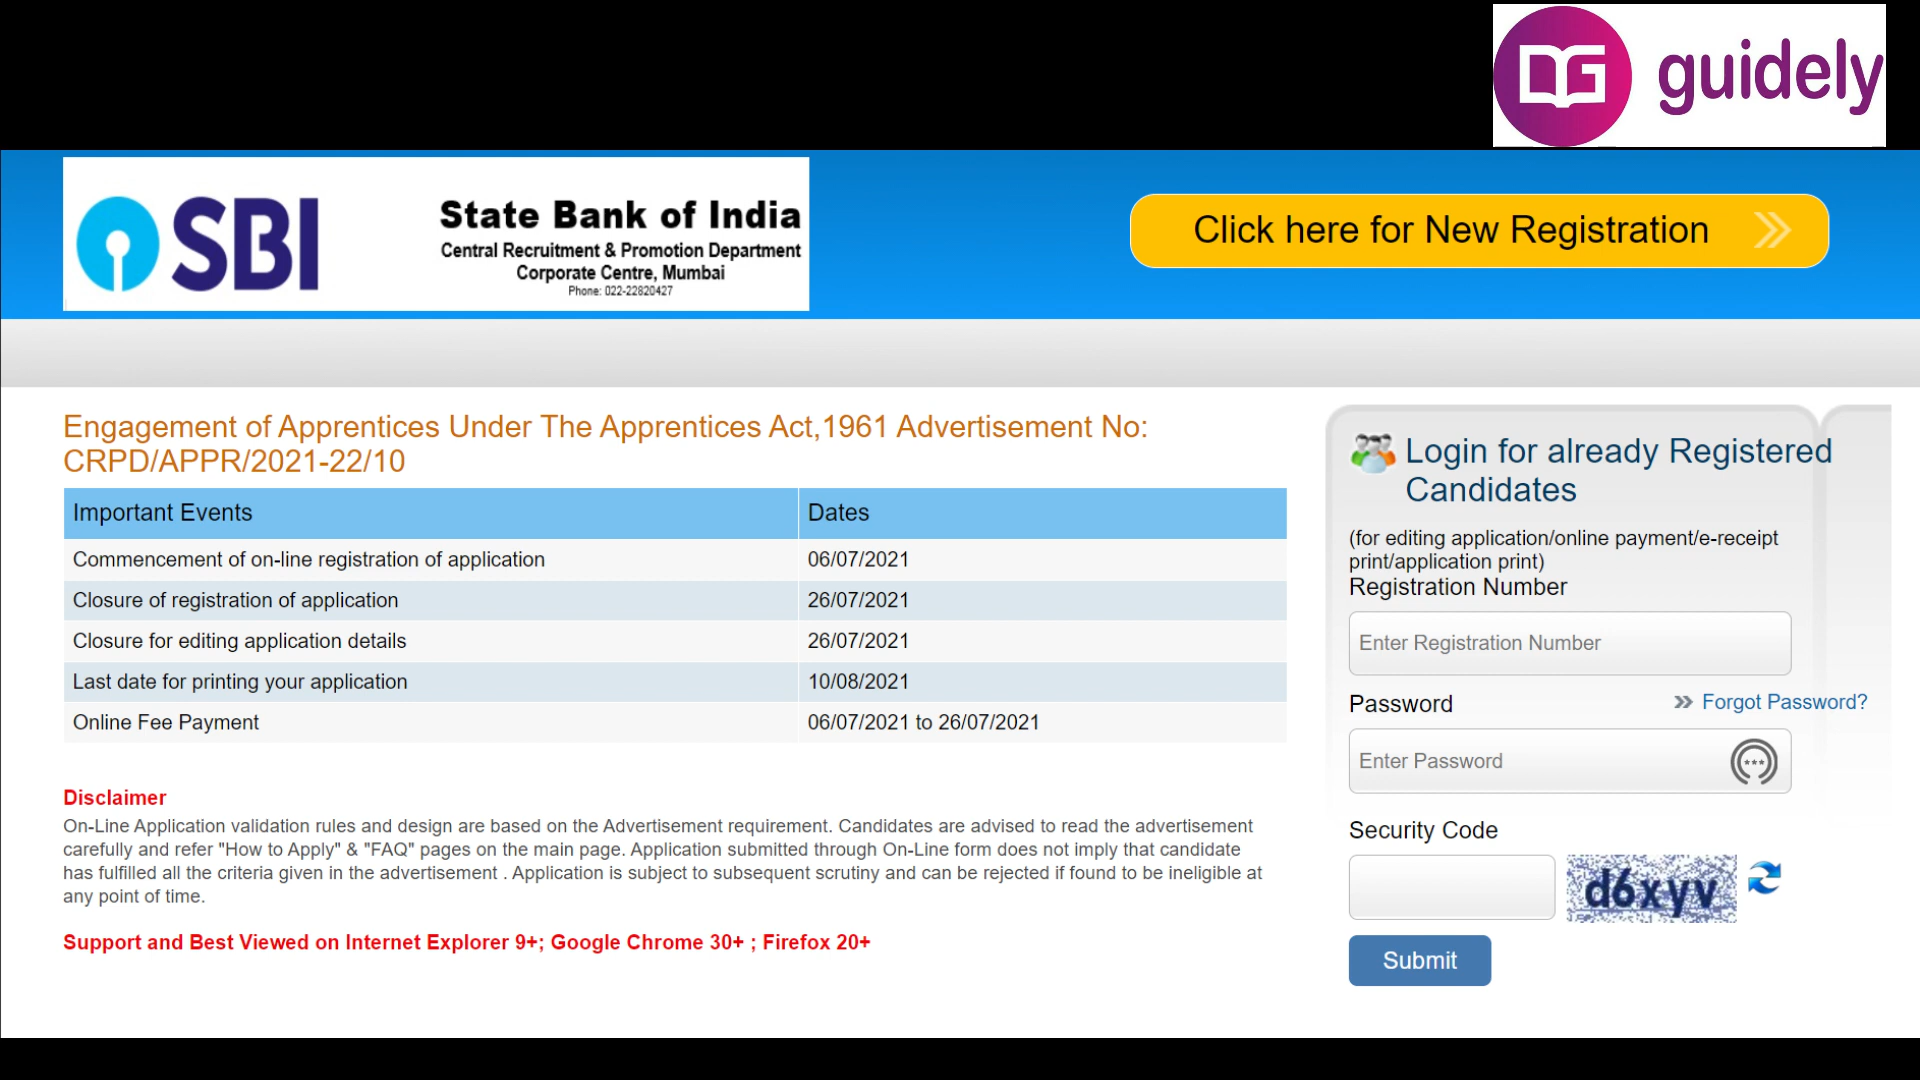 guidely
SBI
State Bank of India
Central Recruitment & Promotion Department
Corporate Centre, Mumbai
Phone: 022-22820427
Click here for New Registration
Engagement of Apprentices Under The Apprentices Act,1961 Advertisement No:
CRPD/APPR/2021-22/10
Important Events Dates
Commencement of on-line registration of application 06/07/2021
Closure of registration of application 26/07/2021
Closure for editing application details 26/07/2021
Last date for printing your application 10/08/2021
Online Fee Payment 06/07/2021 to 26/07/2021
Disclaimer
On-Line Application validation rules and design are based on the Advertisement requirement. Candidates are advised to read the advertisement
carefully and refer "How to Apply" & "FAQ" pages on the main page. Application submitted through On-Line form does not imply that candidate
has fulfilled all the criteria given in the advertisement . Application is subject to subsequent scrutiny and can be rejected if found to be ineligible at
any point of time.
Support and Best Viewed on Internet Explorer 9+; Google Chrome 30+ ; Firefox 20+
Login for already Registered
Candidates
(for editing application/online payment/e-receipt
print/application print)
Registration Number
Enter Registration Number
Password
Forgot Password?
Enter Password
Security Code
d6xyv
Submit